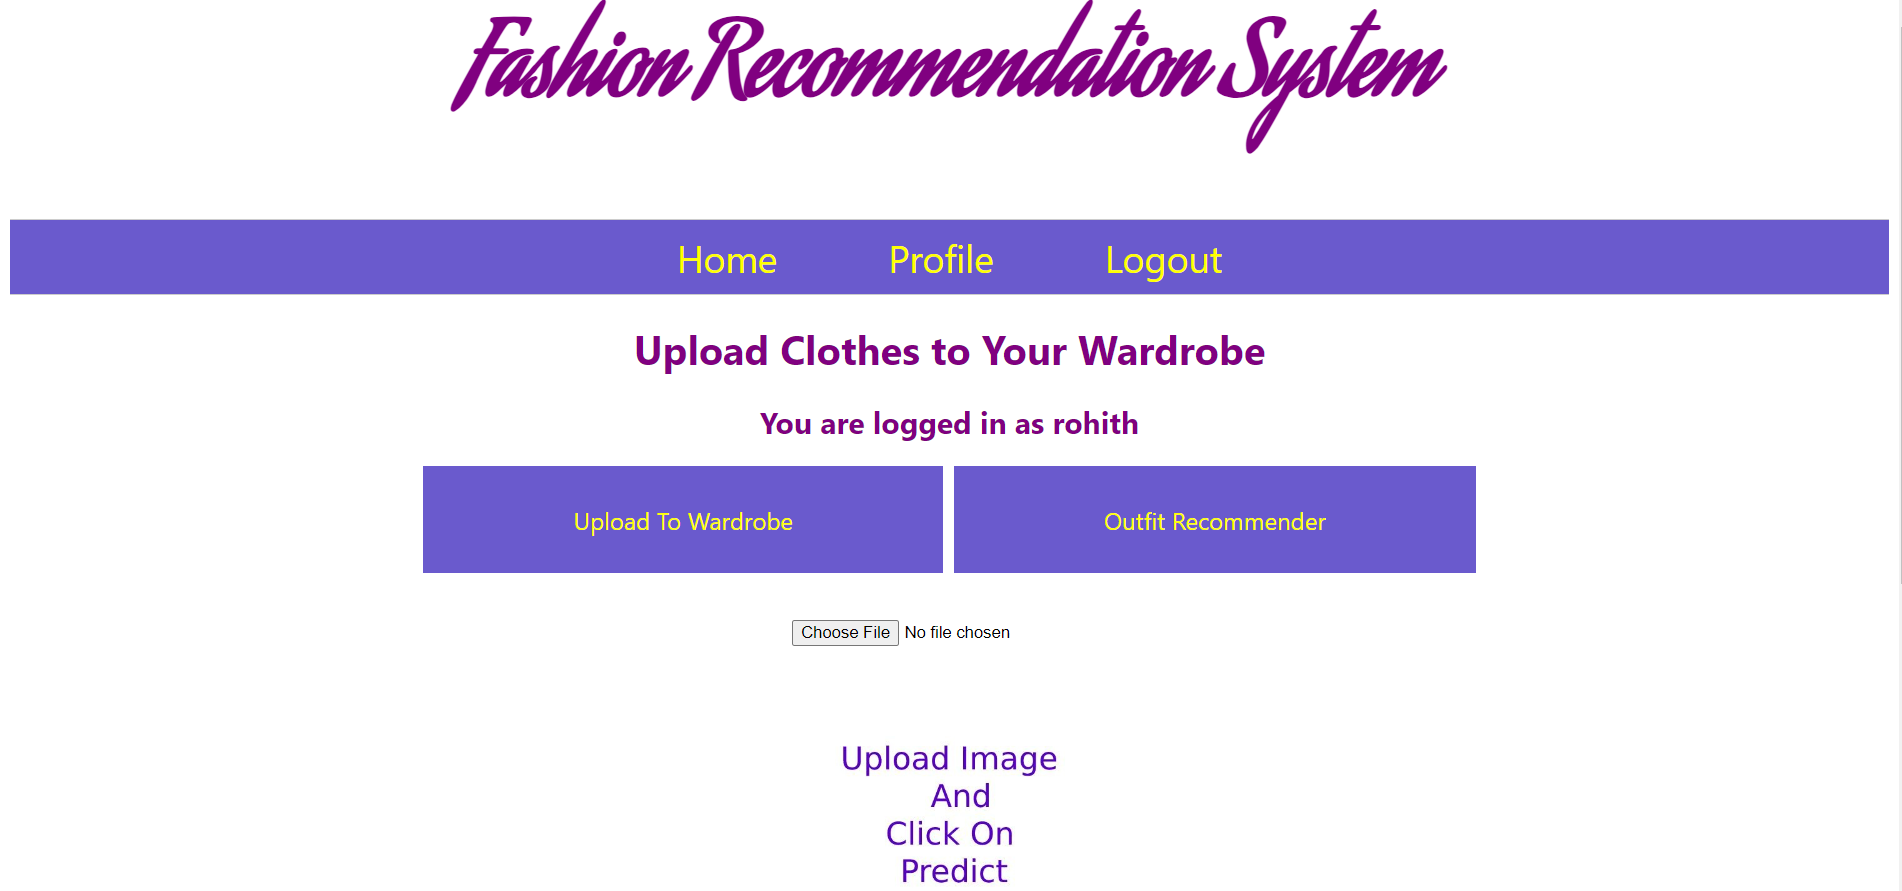 Fashion Recommendation System
Home Profile Logout
Upload Clothes to Your Wardrobe
You are logged in as rohith
Upload To Wardrobe Outfit Recommender
Choose File No file chosen
Upload Image
And
Click On
Predict